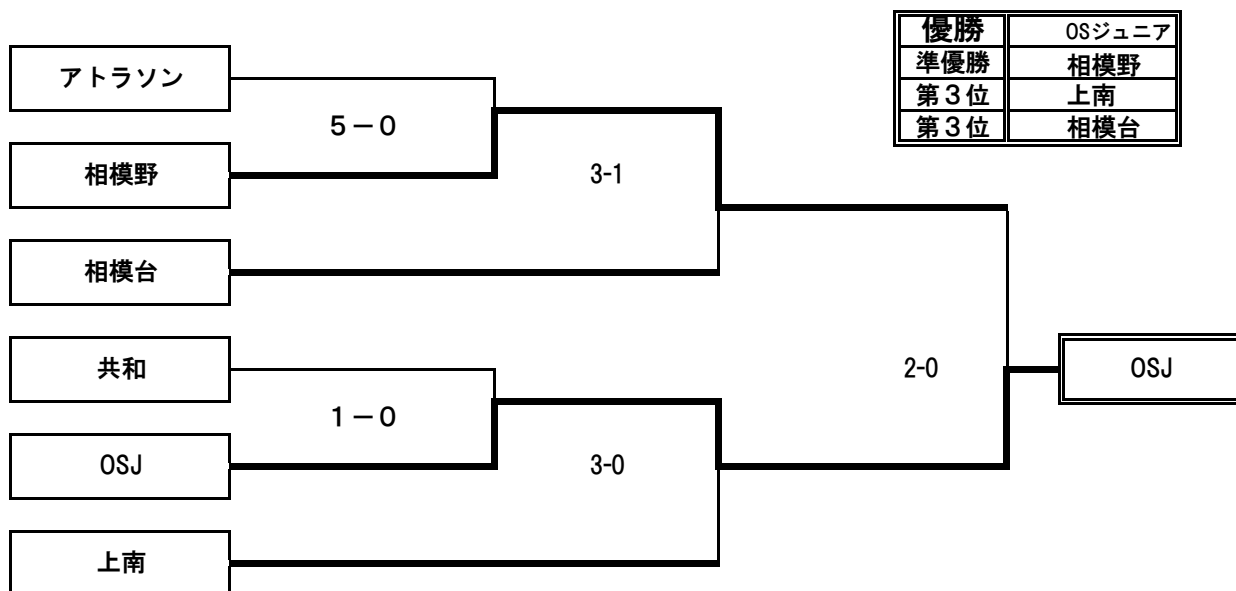 優勝 OSジュニア
準優勝 相模野
第３位 上南
第３位 相模台
アトラソン
５－０
相模野
3-1
相模台
共和
2-0
OSJ
１－０
OSJ
3-0
上南